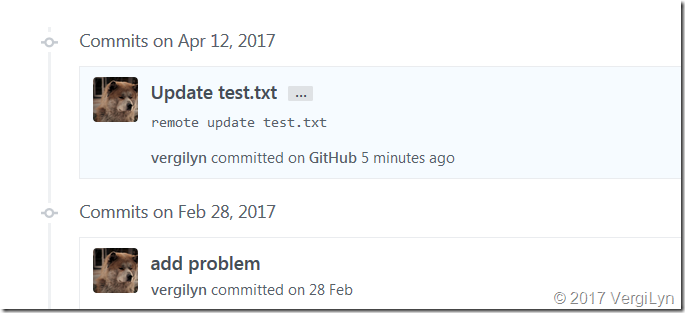 Commits on Apr 12, 2017
Update test.txt ...
remote update test.txt
vergilyn committed on GitHub 5 minutes ago
Commits on Feb 28, 2017
add problem
vergilyn committed on 28 Feb
© 2017 VergiLyn